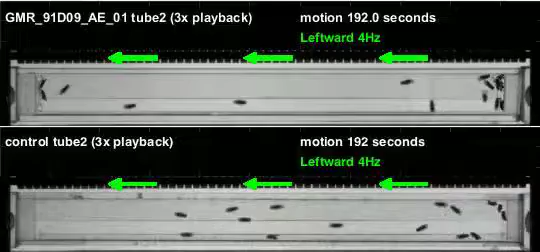 GMR_91D09_AE_01 tube2 (3x playback) motion 192.0 seconds
Leftward 4Hz
control tube2 (3x playback) motion 192 seconds
Leftward 4Hz